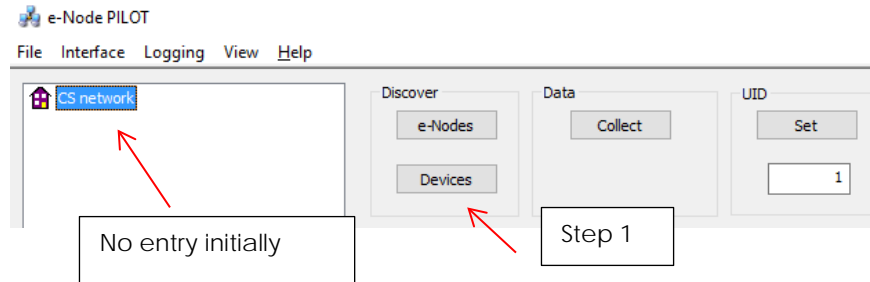 e-Node PILOT
File Interface Logging View Help
CS network
Discover
Data
UID
e-Nodes
Collect
Set
Devices
1
No entry initially
Step 1